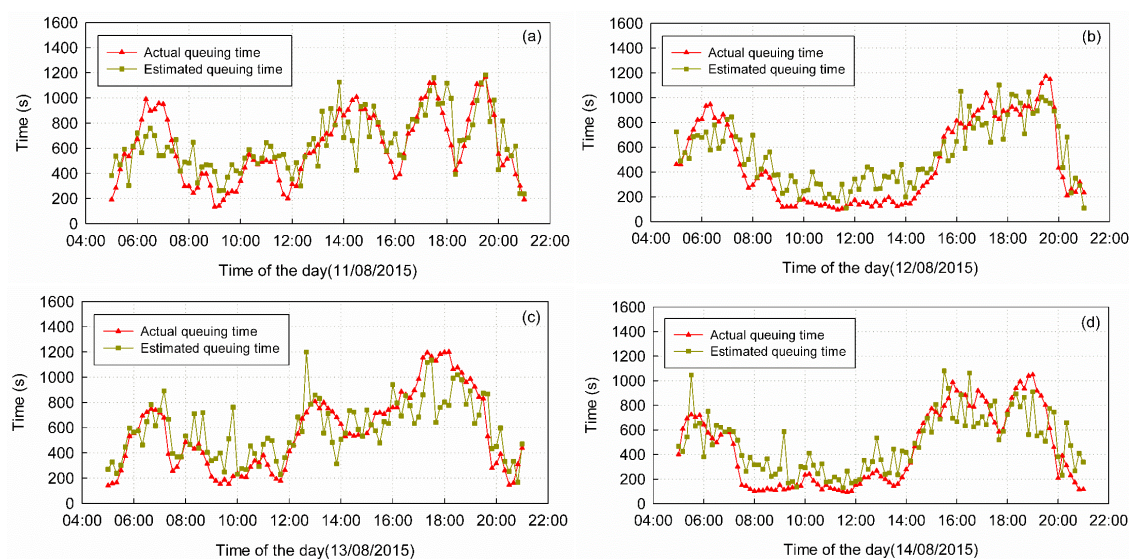 (a)
Actual queuing time
Estimated queuing time
Time (s)
1600
1400
1200
1000
800
600
400
200
0
04:00 06:00 08:00 10:00 12:00 14:00 16:00 18:00 20:00 22:00
Time of the day(11/08/2015)
(b)
Actual queuing time
Estimated queuing time
Time (s)
1600
1400
1200
1000
800
600
400
200
0
04:00 06:00 08:00 10:00 12:00 14:00 16:00 18:00 20:00 22:00
Time of the day(12/08/2015)
(c)
Actual queuing time
Estimated queuing time
Time (s)
1600
1400
1200
1000
800
600
400
200
0
04:00 06:00 08:00 10:00 12:00 14:00 16:00 18:00 20:00 22:00
Time of the day(13/08/2015)
(d)
Actual queuing time
Estimated queuing time
Time (s)
1600
1400
1200
1000
800
600
400
200
0
04:00 06:00 08:00 10:00 12:00 14:00 16:00 18:00 20:00 22:00
Time of the day(14/08/2015)